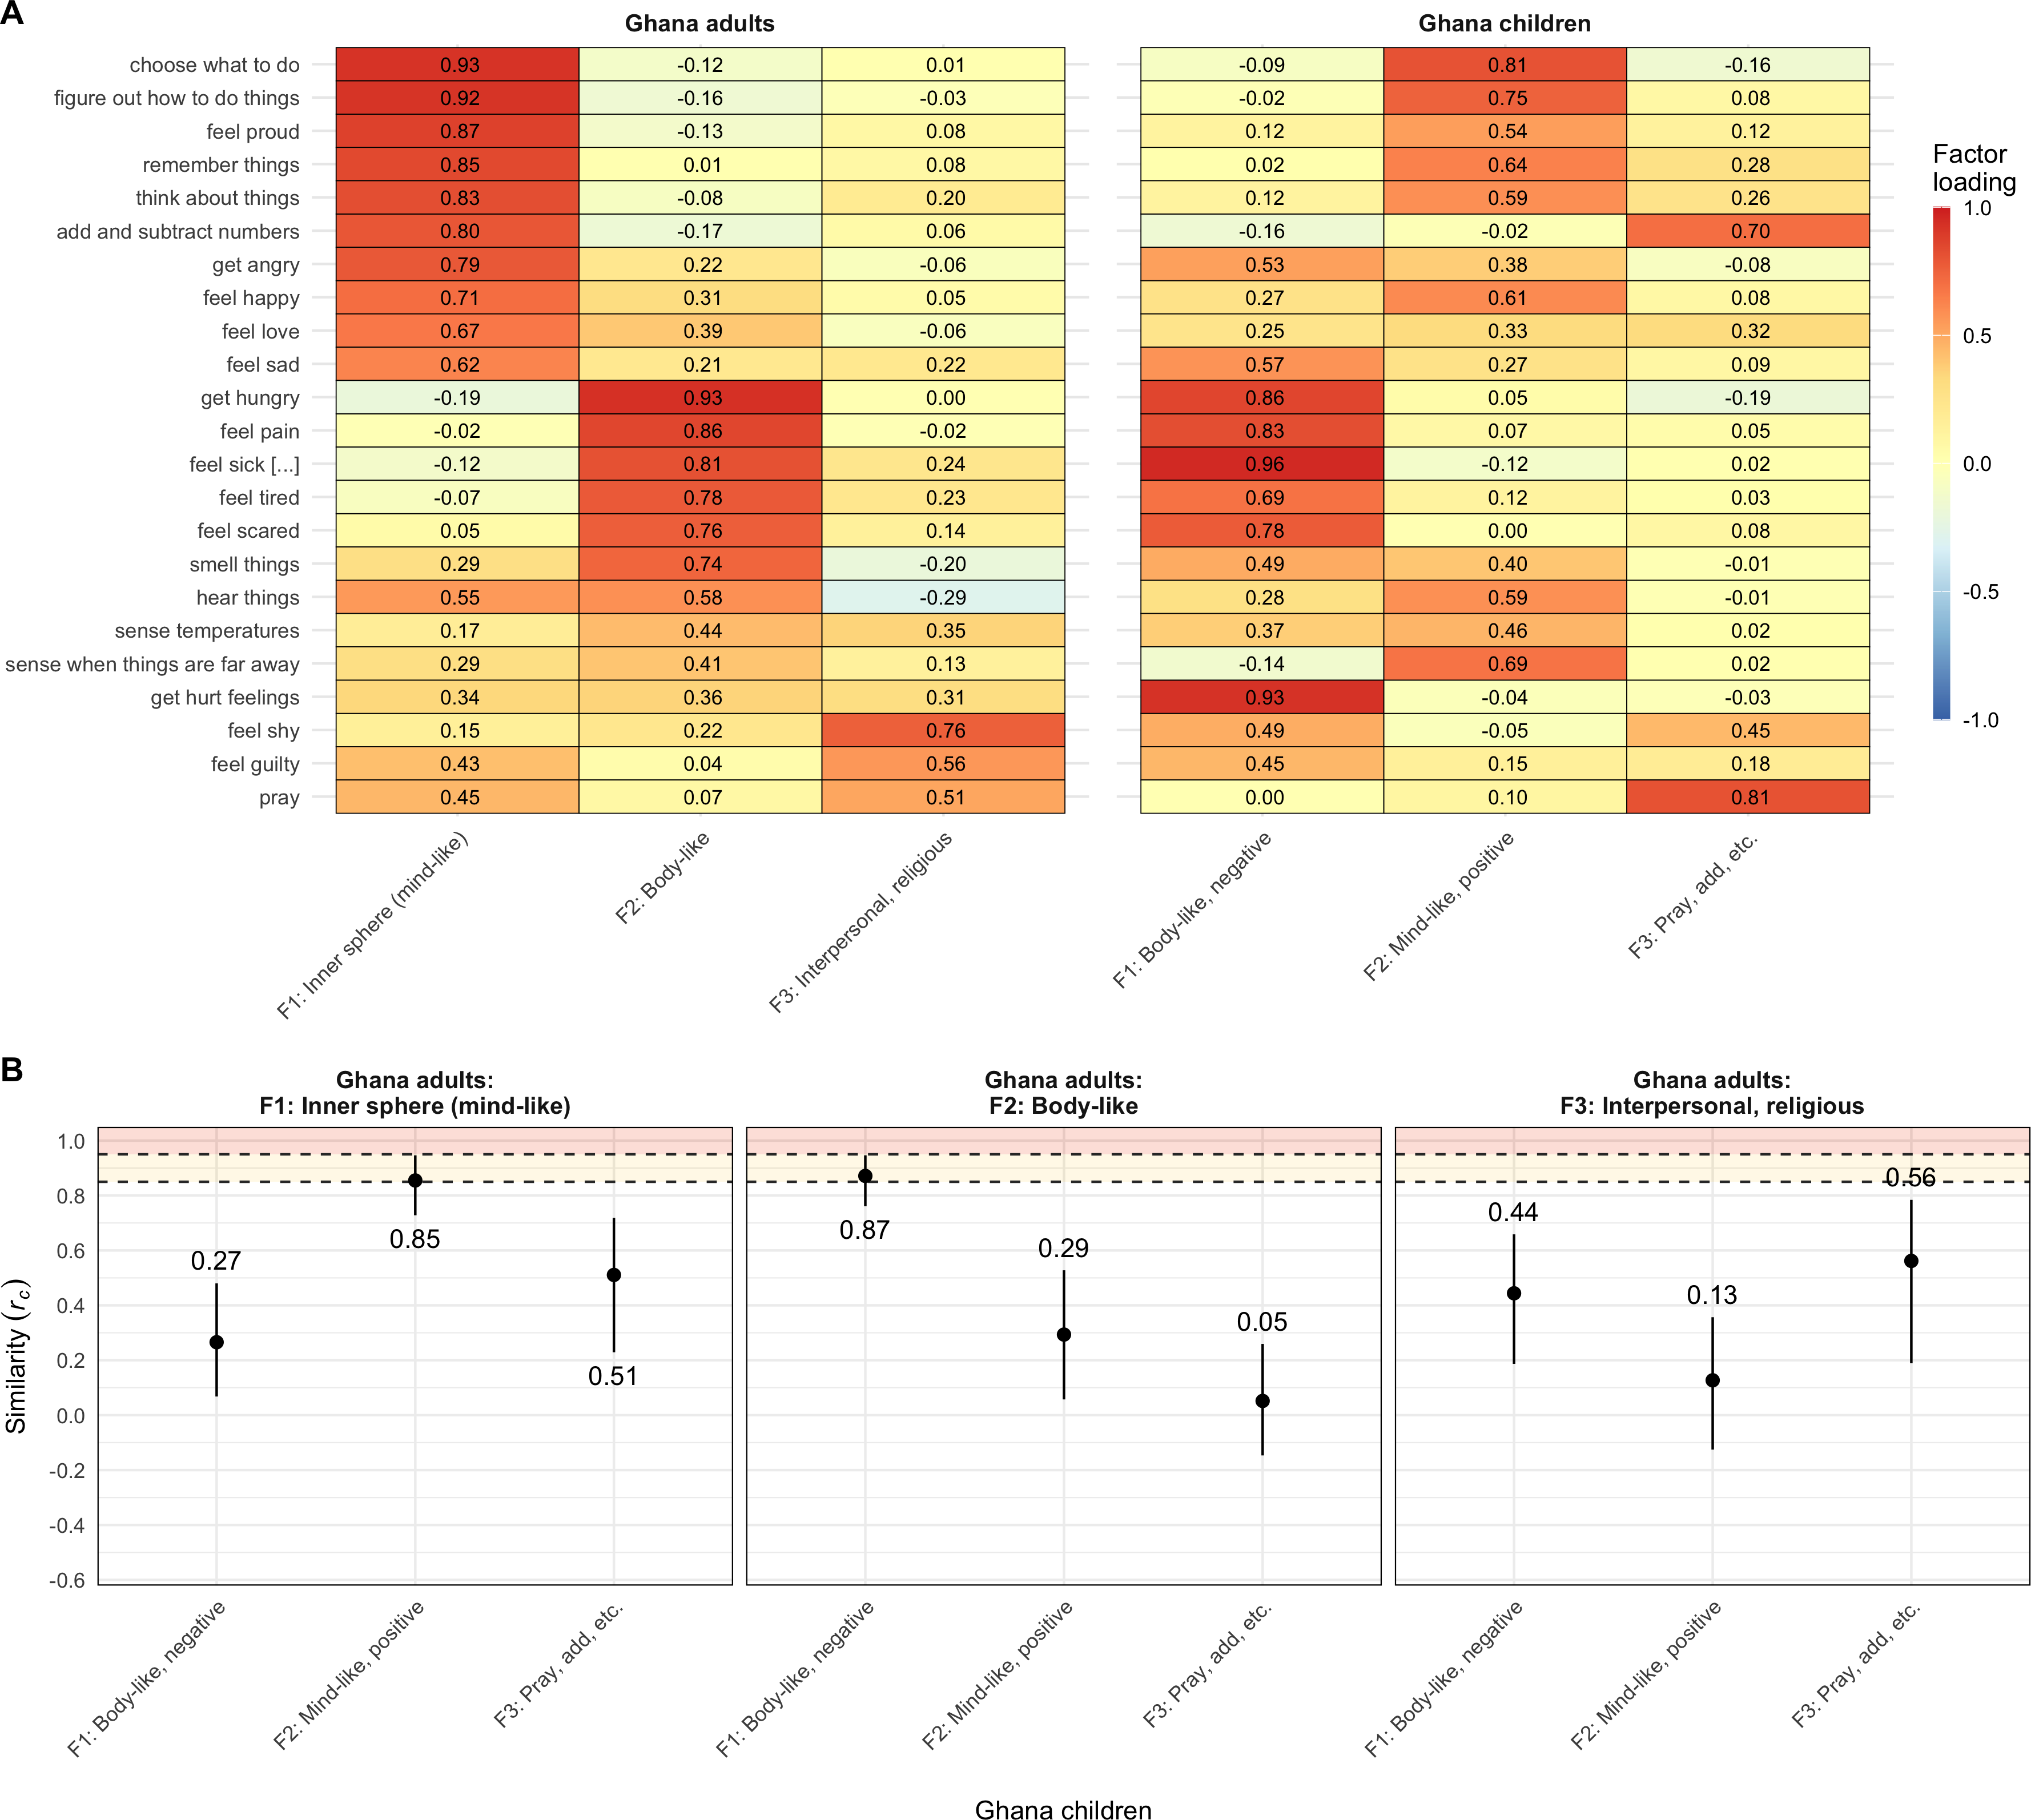 A
Ghana adults
Ghana children
choose what to do 0.93 -0.12 0.01 -0.09 0.81 -0.16
figure out how to do things 0.92 -0.16 -0.03 -0.02 0.75 0.08
feel proud 0.87 -0.13 0.08 0.12 0.54 0.12
remember things 0.85 0.01 0.08 0.02 0.64 0.28
think about things 0.83 -0.08 0.20 0.12 0.59 0.26
add and subtract numbers 0.80 -0.17 0.06 -0.16 -0.02 0.70
get angry 0.79 0.22 -0.06 0.53 0.38 -0.08
feel happy 0.71 0.31 0.05 0.27 0.61 0.08
feel love 0.67 0.39 -0.06 0.25 0.33 0.32
feel sad 0.62 0.21 0.22 0.57 0.27 0.09
get hungry -0.19 0.93 0.00 0.86 0.05 -0.19
feel pain -0.02 0.86 -0.02 0.83 0.07 0.05
feel sick [...] -0.12 0.81 0.24 0.96 -0.12 0.02
feel tired -0.07 0.78 0.23 0.69 0.12 0.03
feel scared 0.05 0.76 0.14 0.78 0.00 0.08
smell things 0.29 0.74 -0.20 0.49 0.40 -0.01
hear things 0.55 0.58 -0.29 0.28 0.59 -0.01
sense temperatures 0.17 0.44 0.35 0.37 0.46 0.02
sense when things are far away 0.29 0.41 0.13 -0.14 0.69 0.02
get hurt feelings 0.34 0.36 0.31 0.93 -0.04 -0.03
feel shy 0.15 0.22 0.76 0.49 -0.05 0.45
feel guilty 0.43 0.04 0.56 0.45 0.15 0.18
pray 0.45 0.07 0.51 0.00 0.10 0.81
F1: Inner sphere (mind-like)
F2: Body-like
F3: Interpersonal, religious
F1: Body-like, negative
F2: Mind-like, positive
F3: Pray, add, etc.
Factor
loading
1.0
0.5
0.0
-0.5
-1.0
B
Ghana adults:
F1: Inner sphere (mind-like)
Ghana adults:
F2: Body-like
Ghana adults:
F3: Interpersonal, religious
Similarity (rc)
1.0
0.8
0.6
0.4
0.2
0.0
-0.2
-0.4
-0.6
0.27
0.85
0.51
0.87
0.29
0.05
0.44
0.13
0.56
F1: Body-like, negative
F2: Mind-like, positive
F3: Pray, add, etc.
F1: Body-like, negative
F2: Mind-like, positive
F3: Pray, add, etc.
F1: Body-like, negative
F2: Mind-like, positive
F3: Pray, add, etc.
Ghana children